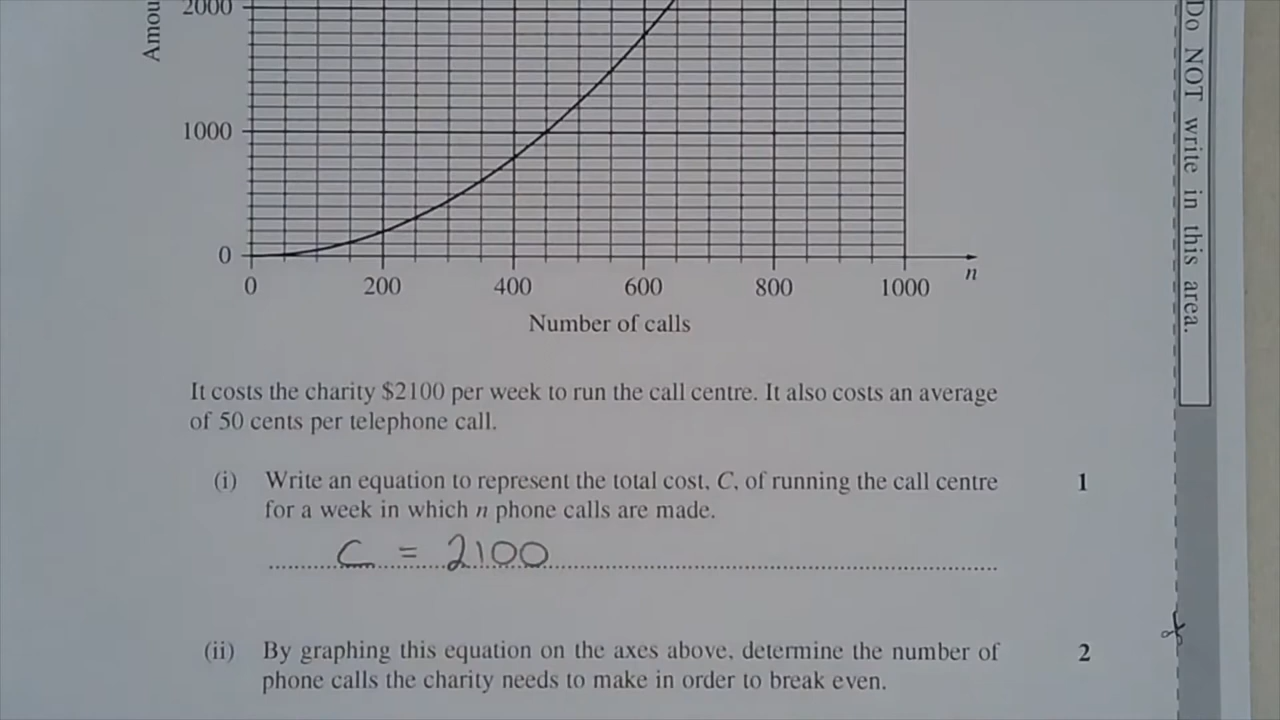 2000
Amou
1000
0
0 200 400 600 800 1000 n
Number of calls
It costs the charity $2100 per week to run the call centre. It also costs an average
of 50 cents per telephone call.
(i) Write an equation to represent the total cost, C, of running the call centre 1
for a week in which n phone calls are made.
C = 2100
(ii) By graphing this equation on the axes above, determine the number of 2
phone calls the charity needs to make in order to break even.
Do NOT write in this area.